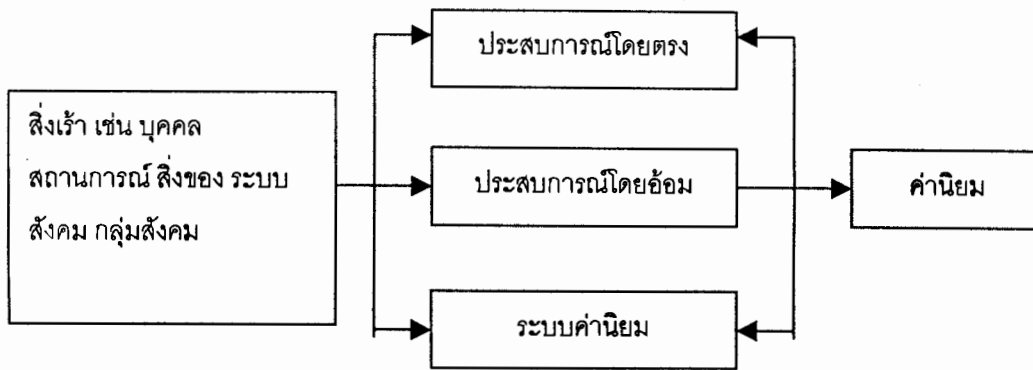 ประสบการณ์โดยตรง
สิ่งเร้า เช่น บุคคล
สถานการณ์ สิ่งของ ระบบ
สังคม กลุ่มสังคม
ประสบการณ์โดยอ้อม
ค่านิยม
ระบบค่านิยม